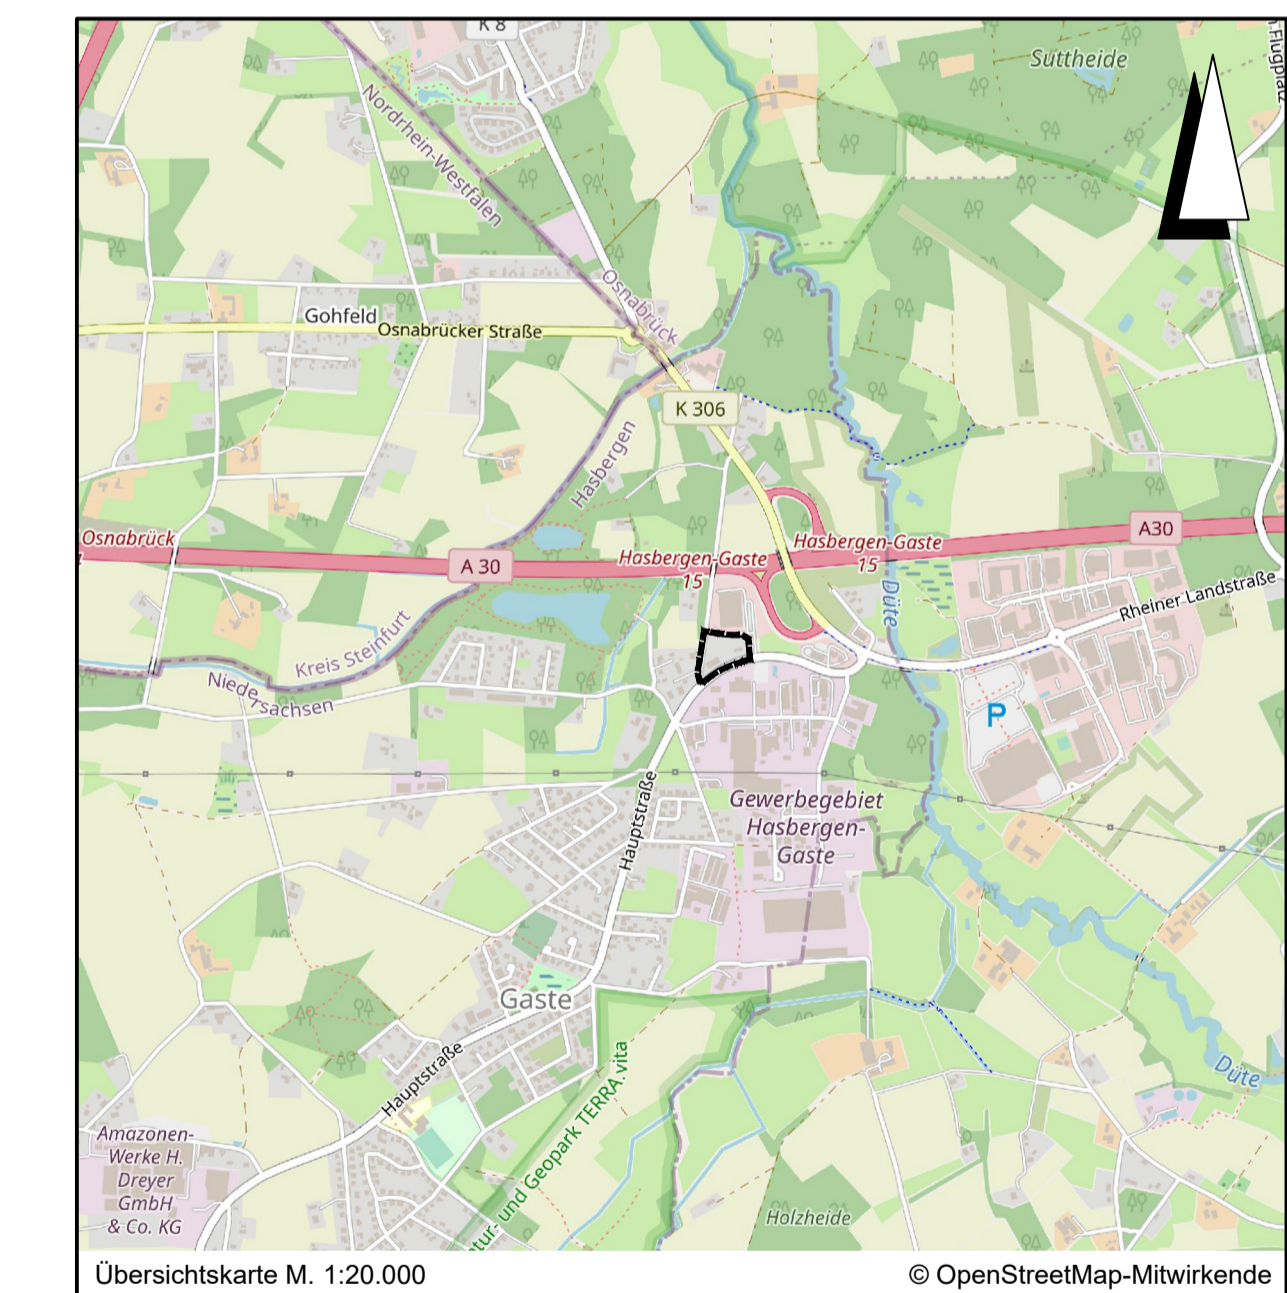 K 8
Suttheide
Flugplatz
Nordrhein-Westfalen
Osnabrück
Gohfeld
Osnabrücker Straße
K 306
Hasbergen
Osnabrück
A 30
Hasbergen-Gaste
15
Hasbergen-Gaste
15
A30
Düte
Rheiner Landstraße
Kreis Steinfurt
Niedersachsen
P
Hauptstraße
Gewerbegebiet
Hasbergen-
Gaste
Gaste
Hauptstraße
tur- und Geopark TERRA.vita
Düte
Amazonen-
Werke H.
Dreyer
GmbH
& Co. KG
Holzheide
Übersichtskarte M. 1:20.000
© OpenStreetMap-Mitwirkende